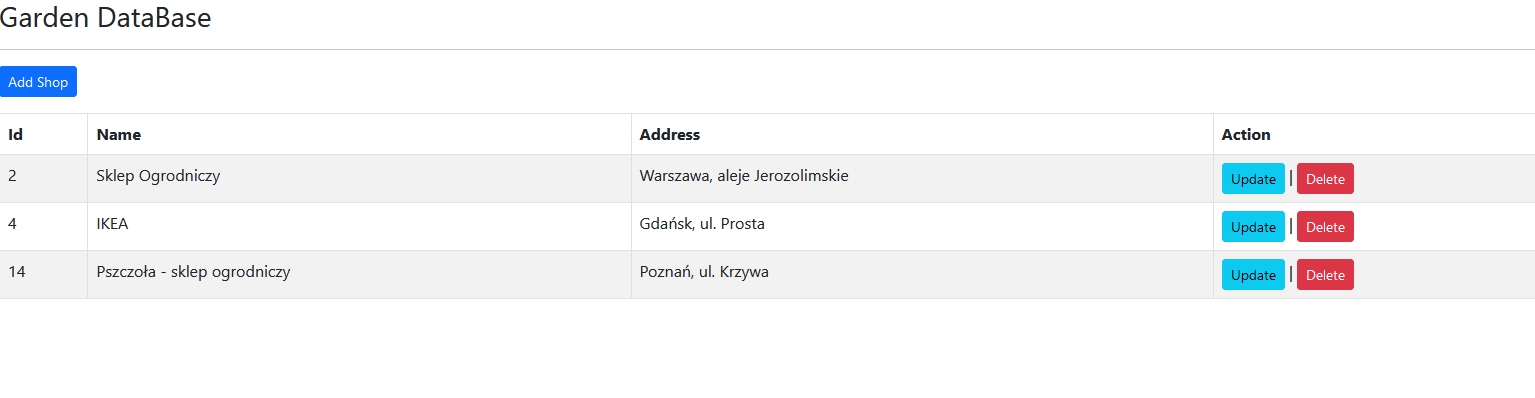 Garden DataBase
Add Shop
Id Name Address Action
2 Sklep Ogrodniczy Warszawa, aleje Jerozolimskie Update | Delete
4 IKEA Gdańsk, ul. Prosta Update | Delete
14 Pszczoła - sklep ogrodniczy Poznań, ul. Krzywa Update | Delete